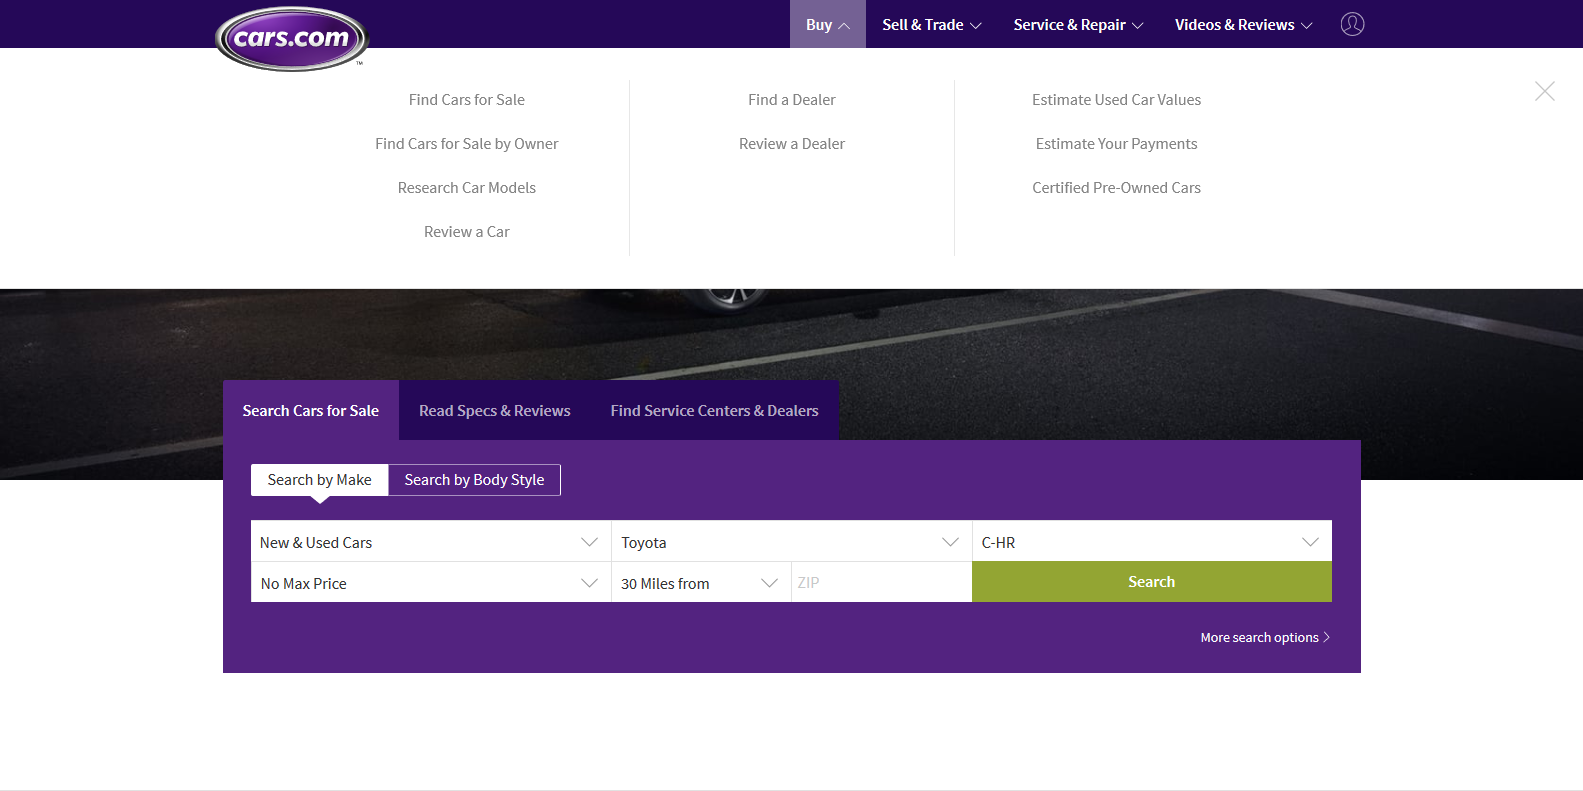 cars.com
TM
Buy
Sell & Trade
Service & Repair
Videos & Reviews
Find Cars for Sale
Find Cars for Sale by Owner
Research Car Models
Review a Car
Find a Dealer
Review a Dealer
Estimate Used Car Values
Estimate Your Payments
Certified Pre-Owned Cars
Search Cars for Sale
Read Specs & Reviews
Find Service Centers & Dealers
Search by Make
Search by Body Style
New & Used Cars
Toyota
C-HR
No Max Price
30 Miles from
ZIP
Search
More search options